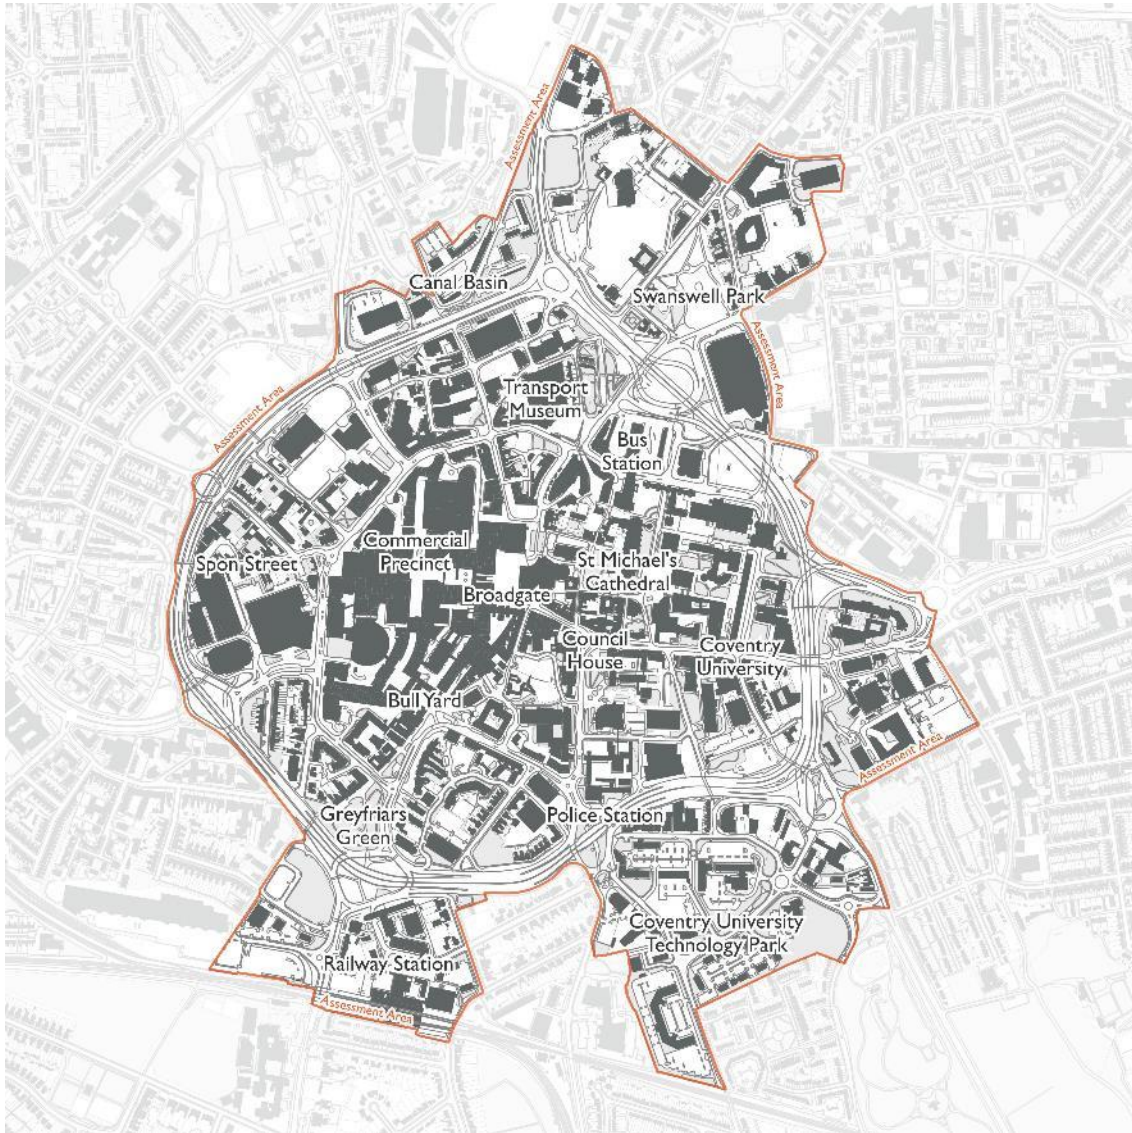 Assessment Area
Canal Basin
Swanswell Park
Assessment Area
Assessment Area
Transport
Museum
Bus
Station
Commercial
Precinct
Spon Street
St Michael's
Cathedral
Broadgate
Council
House
Coventry
University
Bull Yard
Assessment Area
Greyfriars
Green
Police Station
Coventry University
Technology Park
Railway Station
Assessment Area